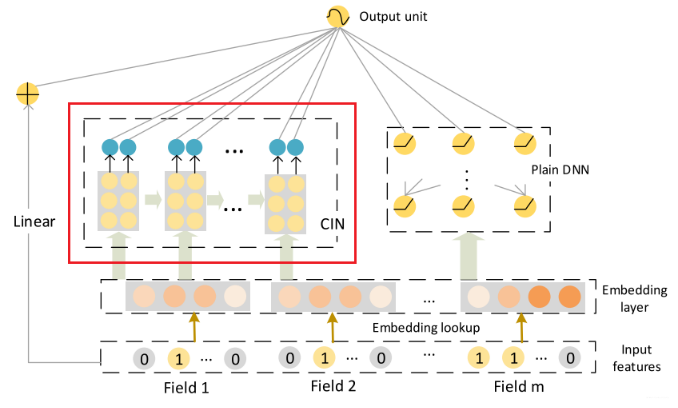 Output unit
...
Plain DNN
Linear
...
CIN
...
Embedding
layer
Embedding lookup
0 1 ... 0 0 1 ... 0 ... 1 1 ... 0
Input
features
Field 1 Field 2 Field m